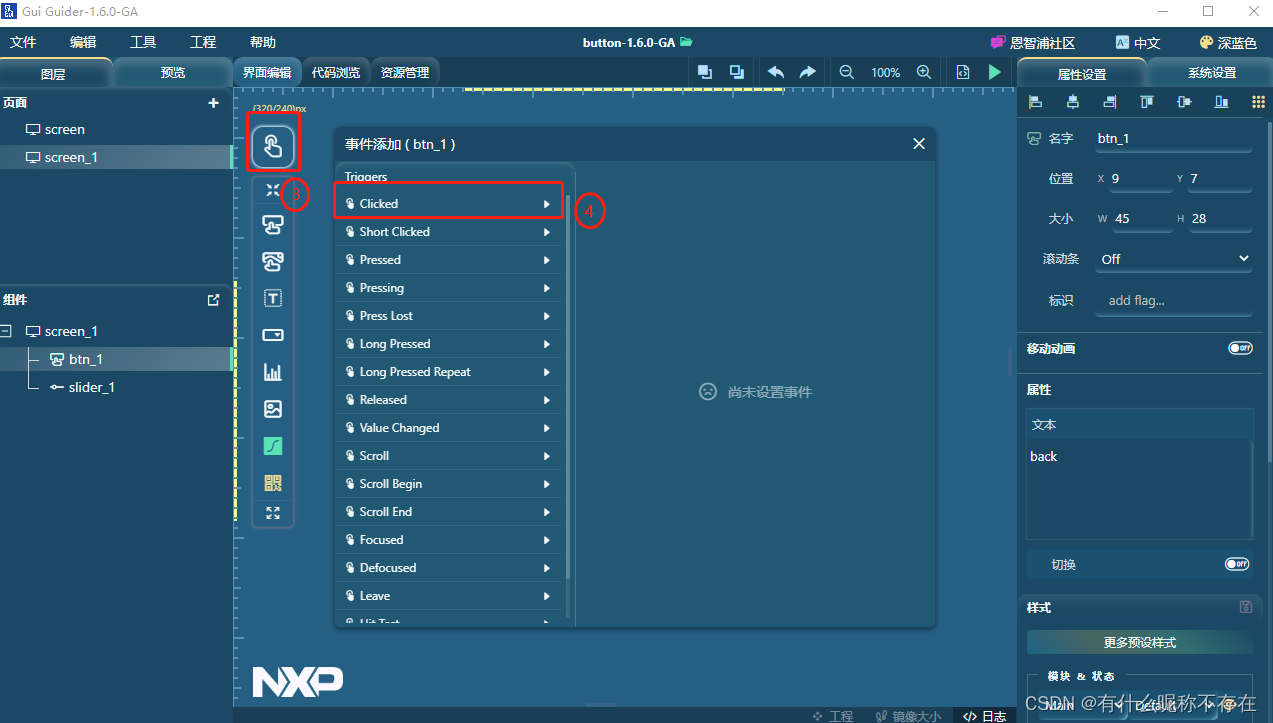 Gui Guider-1.6.0-GA
文件 编辑 工具 工程 帮助
button-1.6.0-GA
恩智浦社区 中文 深蓝色
图层 预览 界面编辑 代码浏览 资源管理 100% 属性设置 系统设置
页面
screen
screen_1
组件
screen_1
btn_1
slider_1
(320/240)px
3
事件添加 ( btn_1 )
Triggers
Clicked
4
Short Clicked
Pressed
Pressing
Press Lost
Long Pressed
Long Pressed Repeat
Released
Value Changed
Scroll
Scroll Begin
Scroll End
Focused
Defocused
Leave
Hit Test
尚未设置事件
NXP
工程 镜像大小 日志
名字 btn_1
位置 X 9 Y 7
大小 W 45 H 28
滚动条 Off
标识 add flag...
移动动画 OFF
属性
文本
back
切换 OFF
样式
更多预设样式
模块 & 状态
Main Default
CSDN @有什么昵称不存在